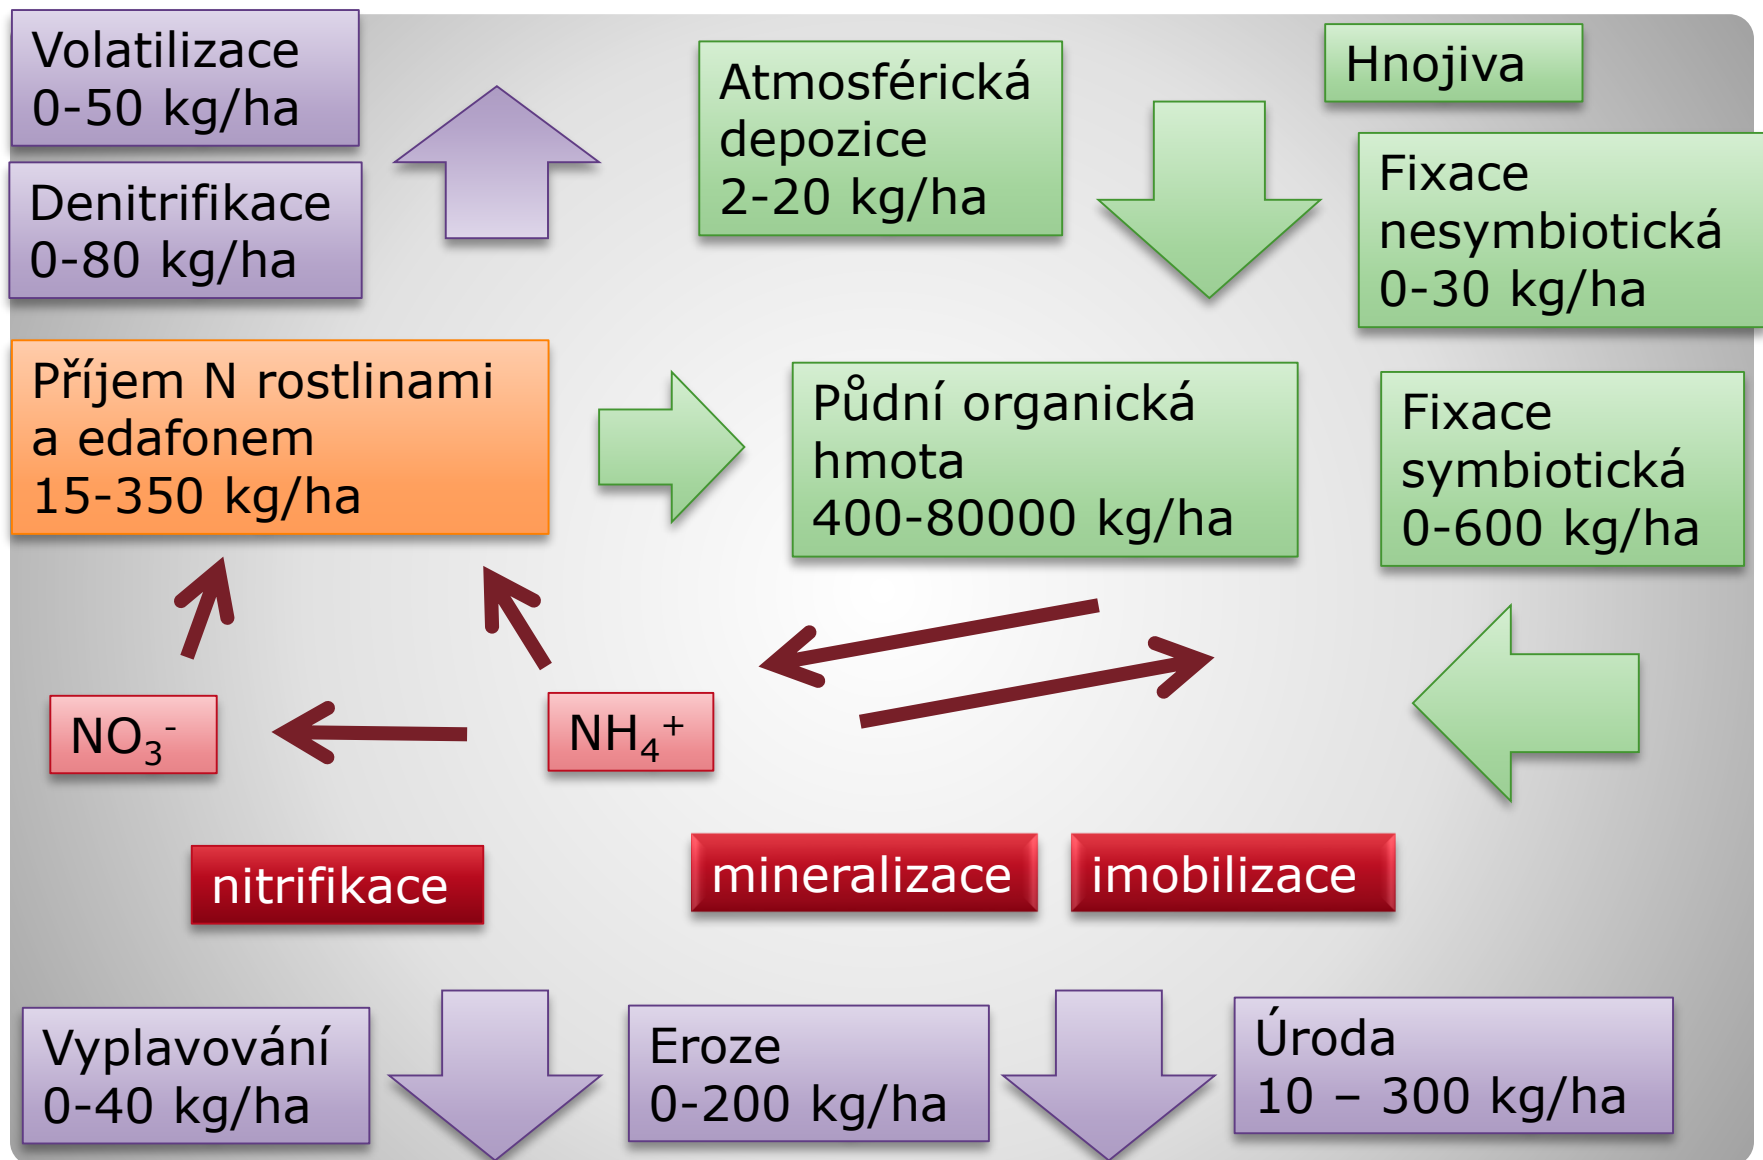 Volatilizace
0-50 kg/ha
Denitrifikace
0-80 kg/ha
Atmosférická
depozice
2-20 kg/ha
Hnojiva
Fixace
nesymbiotická
0-30 kg/ha
Příjem N rostlinami
a edafonem
15-350 kg/ha
Půdní organická
hmota
400-80000 kg/ha
Fixace
symbiotická
0-600 kg/ha
NO₃⁻
NH₄⁺
nitrifikace
mineralizace
imobilizace
Vyplavování
0-40 kg/ha
Eroze
0-200 kg/ha
Úroda
10 – 300 kg/ha